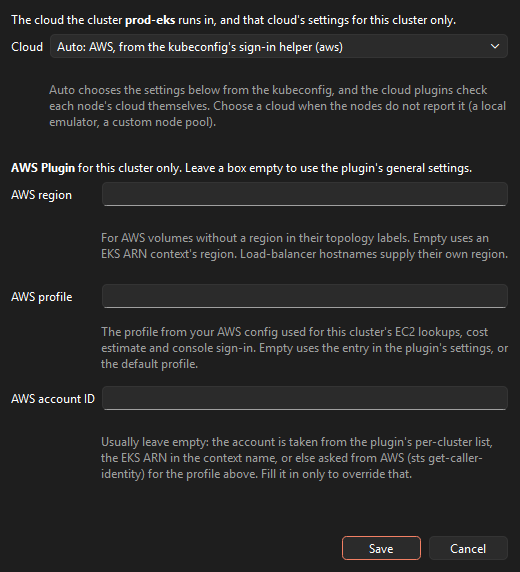 The cloud the cluster prod-eks runs in, and that cloud's settings for this cluster only.
Cloud
Auto: AWS, from the kubeconfig's sign-in helper (aws)
Auto chooses the settings below from the kubeconfig, and the cloud plugins check
each node's cloud themselves. Choose a cloud when the nodes do not report it (a local
emulator, a custom node pool).
AWS Plugin for this cluster only. Leave a box empty to use the plugin's general settings.
AWS region
For AWS volumes without a region in their topology labels. Empty uses an
EKS ARN context's region. Load-balancer hostnames supply their own region.
AWS profile
The profile from your AWS config used for this cluster's EC2 lookups, cost
estimate and console sign-in. Empty uses the entry in the plugin's settings, or
the default profile.
AWS account ID
Usually leave empty: the account is taken from the plugin's per-cluster list,
the EKS ARN in the context name, or else asked from AWS (sts get-caller-
identity) for the profile above. Fill it in only to override that.
Save
Cancel